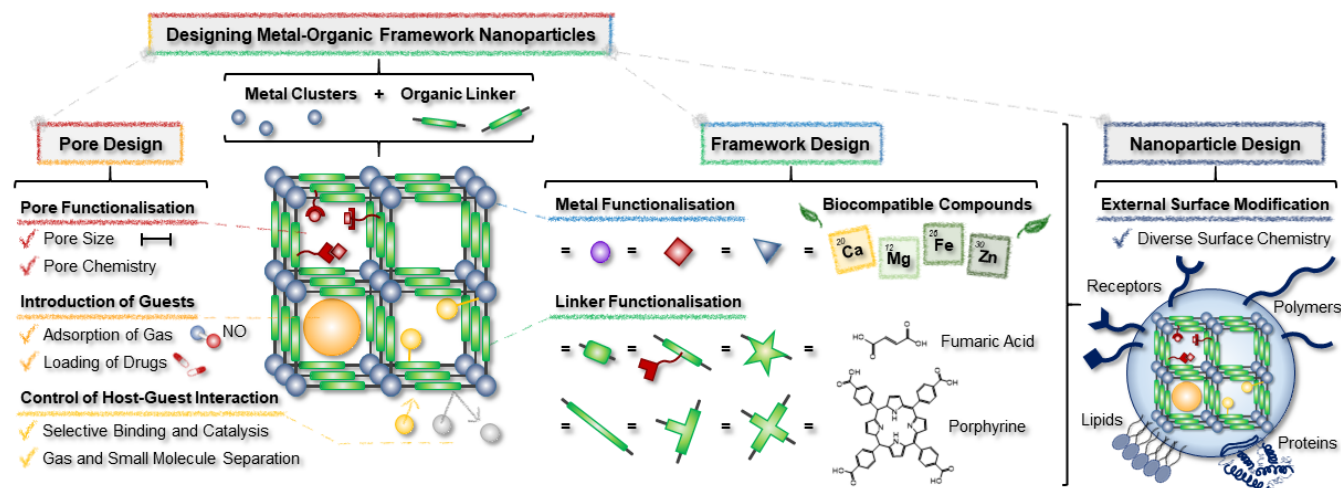 Designing Metal-Organic Framework Nanoparticles
Metal Clusters + Organic Linker
Pore Design
Pore Functionalisation
Pore Size
Pore Chemistry
Introduction of Guests
Adsorption of Gas
NO
Loading of Drugs
Control of Host-Guest Interaction
Selective Binding and Catalysis
Gas and Small Molecule Separation
Framework Design
Metal Functionalisation
= = = =
Biocompatible Compounds
20
Ca
12
Mg
26
Fe
30
Zn
Linker Functionalisation
= = = =
HO O O OH
Fumaric Acid
= = = =
Porphyrine
Nanoparticle Design
External Surface Modification
Diverse Surface Chemistry
Receptors
Polymers
Lipids
Proteins